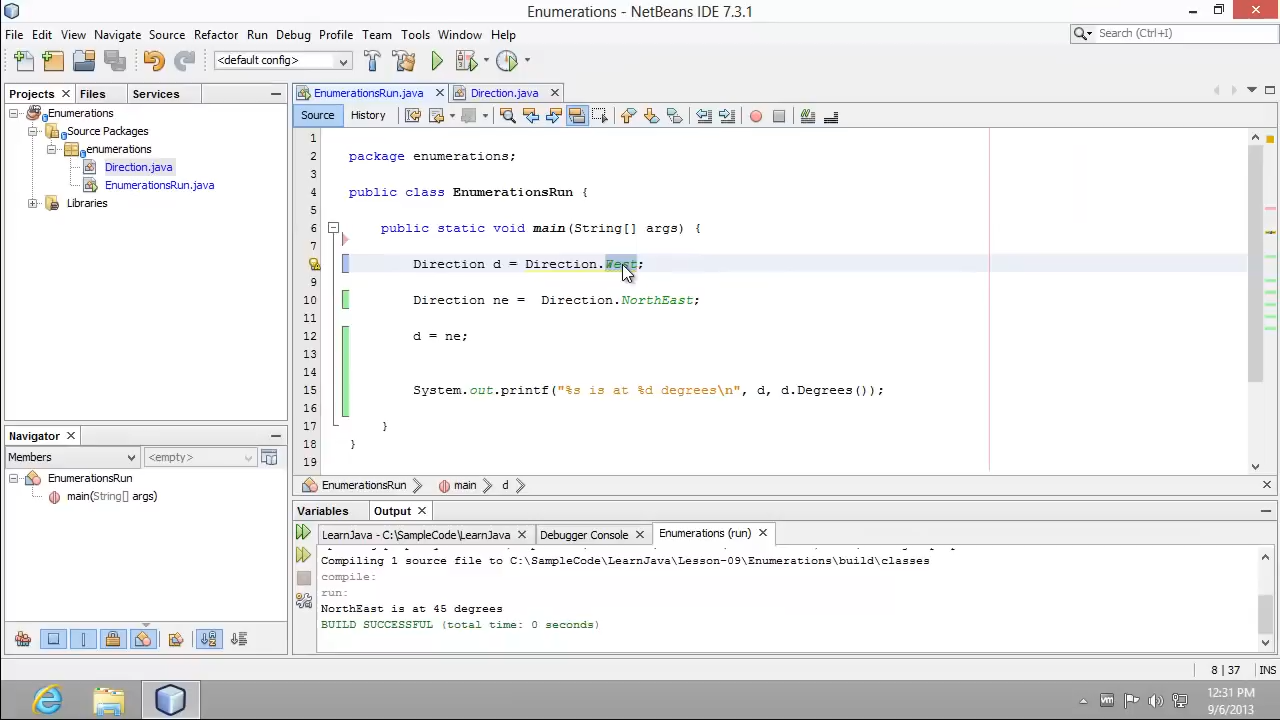 Enumerations - NetBeans IDE 7.3.1
File Edit View Navigate Source Refactor Run Debug Profile Team Tools Window Help
Search (Ctrl+I)
<default config>
Projects Files Services
EnumerationsRun.java Direction.java
Enumerations
Source Packages
enumerations
Direction.java
EnumerationsRun.java
Libraries
Source History
1
2 package enumerations;
3
4 public class EnumerationsRun {
5
6 public static void main(String[] args) {
7
Direction d = Direction.West;
9
10 Direction ne =  Direction.NorthEast;
11
12 d = ne;
13
14
15 System.out.printf("%s is at %d degrees\n", d, d.Degrees());
16
17 }
18 }
19
EnumerationsRun main d
Navigator
Members <empty>
EnumerationsRun
main(String[] args)
Variables Output
LearnJava - C:\SampleCode\LearnJava Debugger Console Enumerations (run)
Compiling 1 source file to C:\SampleCode\LearnJava\Lesson-09\Enumerations\build\classes
compile:
run:
NorthEast is at 45 degrees
BUILD SUCCESSFUL (total time: 0 seconds)
8 | 37 INS
12:31 PM
9/6/2013